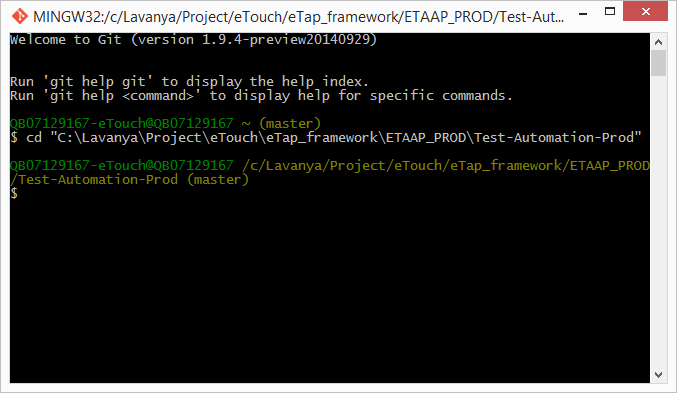 MINGW32:/c/Lavanya/Project/eTouch/eTap_framework/ETAAP_PROD/Test-Aut...
Welcome to Git (version 1.9.4-preview20140929)
Run 'git help git' to display the help index.
Run 'git help <command>' to display help for specific commands.
QB07129167-eTouch@QB07129167 ~ (master)
$ cd "C:\Lavanya\Project\eTouch\eTap_framework\ETAAP_PROD\Test-Automation-Prod"
QB07129167-eTouch@QB07129167 /c/Lavanya/Project/eTouch/eTap_framework/ETAAP_PROD
/Test-Automation-Prod (master)
$